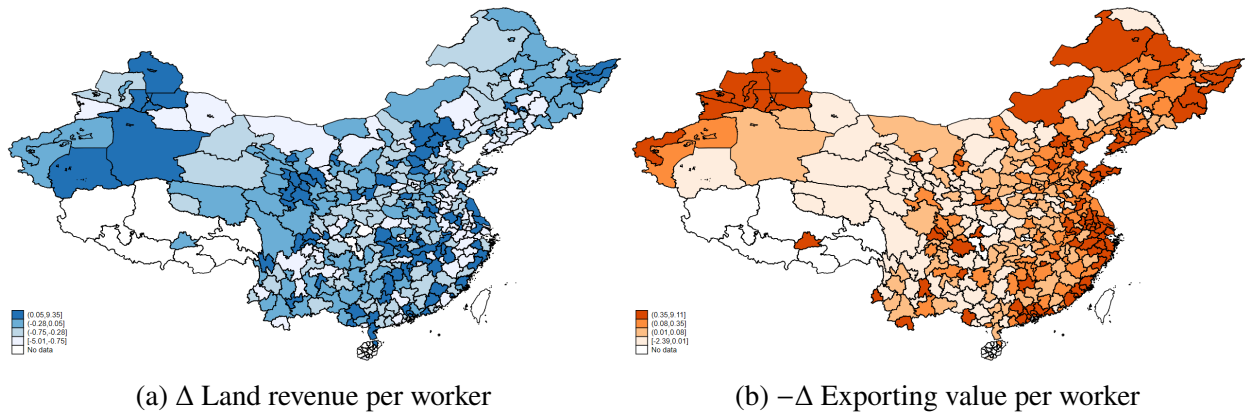 (0.05,9.35]
(-0.28,0.05]
(-0.75,-0.28]
[-5.01,-0.75]
No data
(a) Δ Land revenue per worker
(0.35,9.11]
(0.08,0.35]
(0.01,0.08]
[-2.39,0.01]
No data
(b) −Δ Exporting value per worker